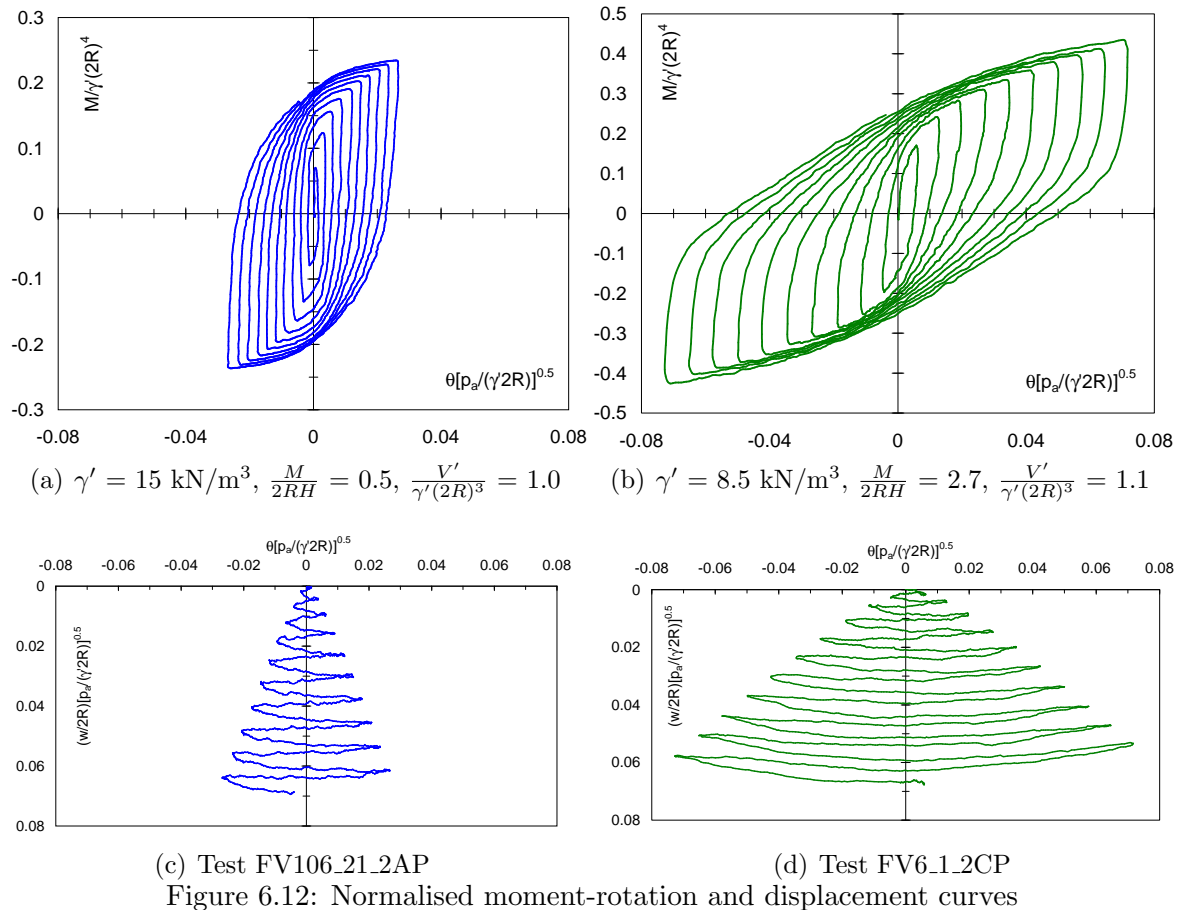 M/γ'(2R)⁴
0.3
0.2
0.1
0
-0.1
-0.2
-0.3
-0.08 -0.04 0 0.04 0.08
θ[pₐ/(γ'2R)]⁰·⁵
(a) γ′ = 15 kN/m³, M/2RH = 0.5, V′/γ′(2R)³ = 1.0
M/γ'(2R)⁴
0.5
0.4
0.3
0.2
0.1
0
-0.1
-0.2
-0.3
-0.4
-0.5
-0.08 -0.04 0 0.04 0.08
θ[pₐ/(γ'2R)]⁰·⁵
(b) γ′ = 8.5 kN/m³, M/2RH = 2.7, V′/γ′(2R)³ = 1.1
θ[pₐ/(γ'2R)]⁰·⁵
-0.08 -0.06 -0.04 -0.02 0 0.02 0.04 0.06 0.08
0
0.02
0.04
0.06
0.08
(w/2R)[pₐ/(γ'2R)]⁰·⁵
(c) Test FV106_21_2AP
θ[pₐ/(γ'2R)]⁰·⁵
-0.08 -0.06 -0.04 -0.02 0 0.02 0.04 0.06 0.08
0
0.02
0.04
0.06
0.08
(w/2R)[pₐ/(γ'2R)]⁰·⁵
(d) Test FV6_1_2CP
Figure 6.12: Normalised moment-rotation and displacement curves